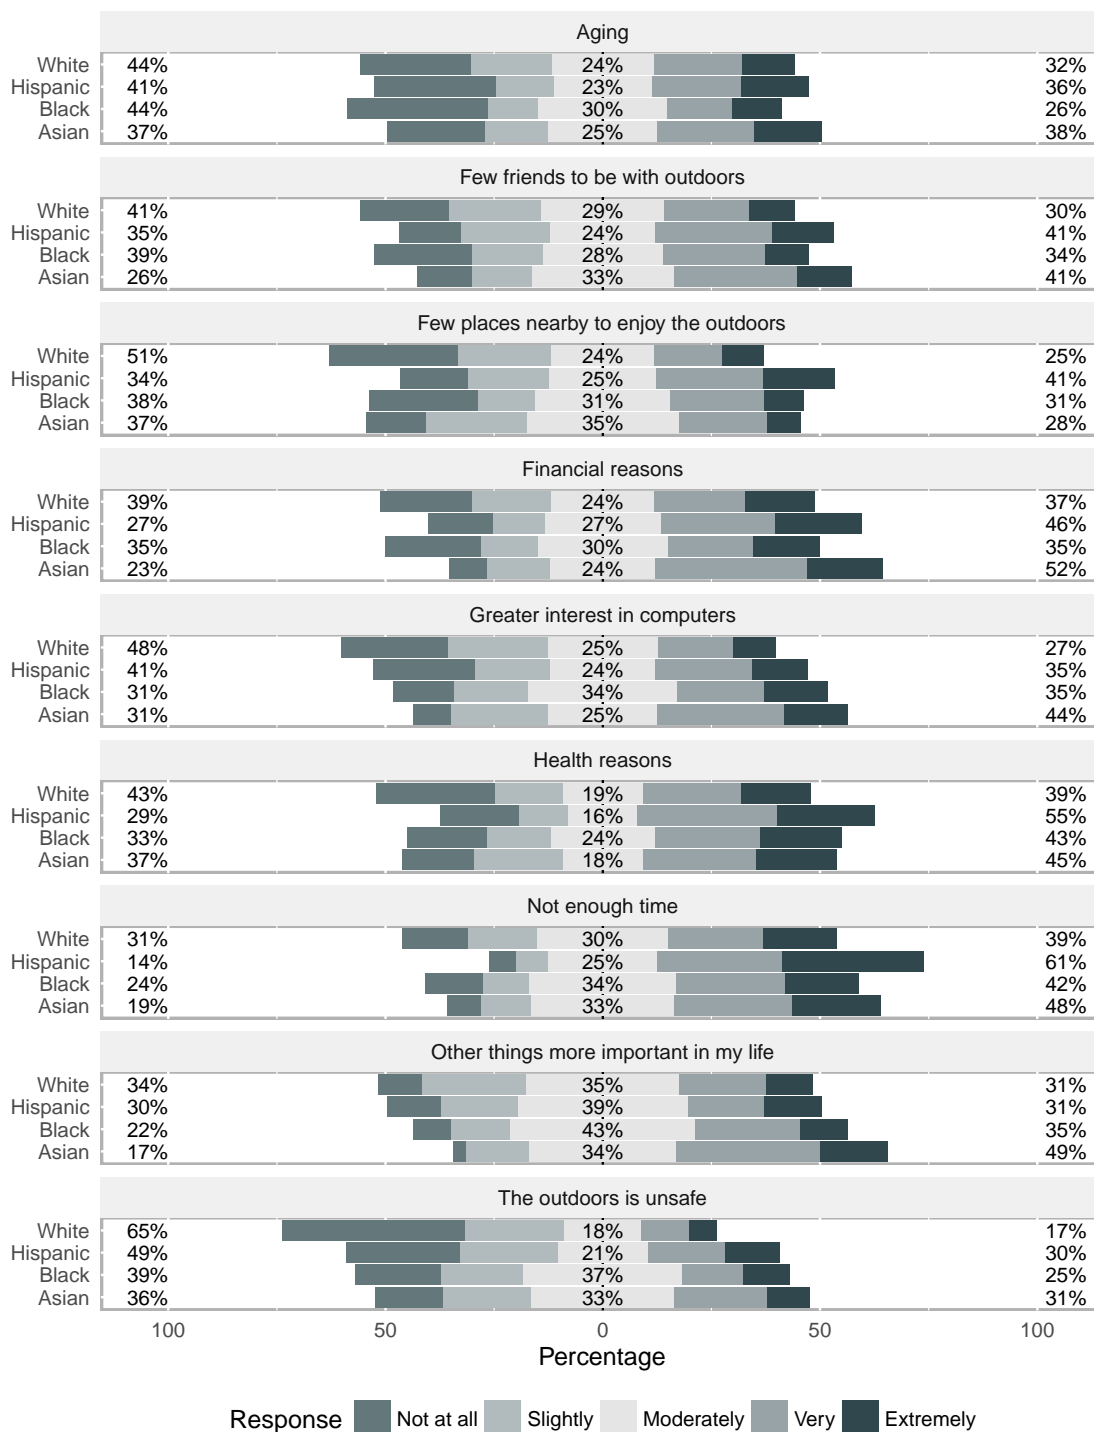 Aging
White 44% 24% 32%
Hispanic 41% 23% 36%
Black 44% 30% 26%
Asian 37% 25% 38%
Few friends to be with outdoors
White 41% 29% 30%
Hispanic 35% 24% 41%
Black 39% 28% 34%
Asian 26% 33% 41%
Few places nearby to enjoy the outdoors
White 51% 24% 25%
Hispanic 34% 25% 41%
Black 38% 31% 31%
Asian 37% 35% 28%
Financial reasons
White 39% 24% 37%
Hispanic 27% 27% 46%
Black 35% 30% 35%
Asian 23% 24% 52%
Greater interest in computers
White 48% 25% 27%
Hispanic 41% 24% 35%
Black 31% 34% 35%
Asian 31% 25% 44%
Health reasons
White 43% 19% 39%
Hispanic 29% 16% 55%
Black 33% 24% 43%
Asian 37% 18% 45%
Not enough time
White 31% 30% 39%
Hispanic 14% 25% 61%
Black 24% 34% 42%
Asian 19% 33% 48%
Other things more important in my life
White 34% 35% 31%
Hispanic 30% 39% 31%
Black 22% 43% 35%
Asian 17% 34% 49%
The outdoors is unsafe
White 65% 18% 17%
Hispanic 49% 21% 30%
Black 39% 37% 25%
Asian 36% 33% 31%
100 50 0 50 100
Percentage
Response Not at all Slightly Moderately Very Extremely